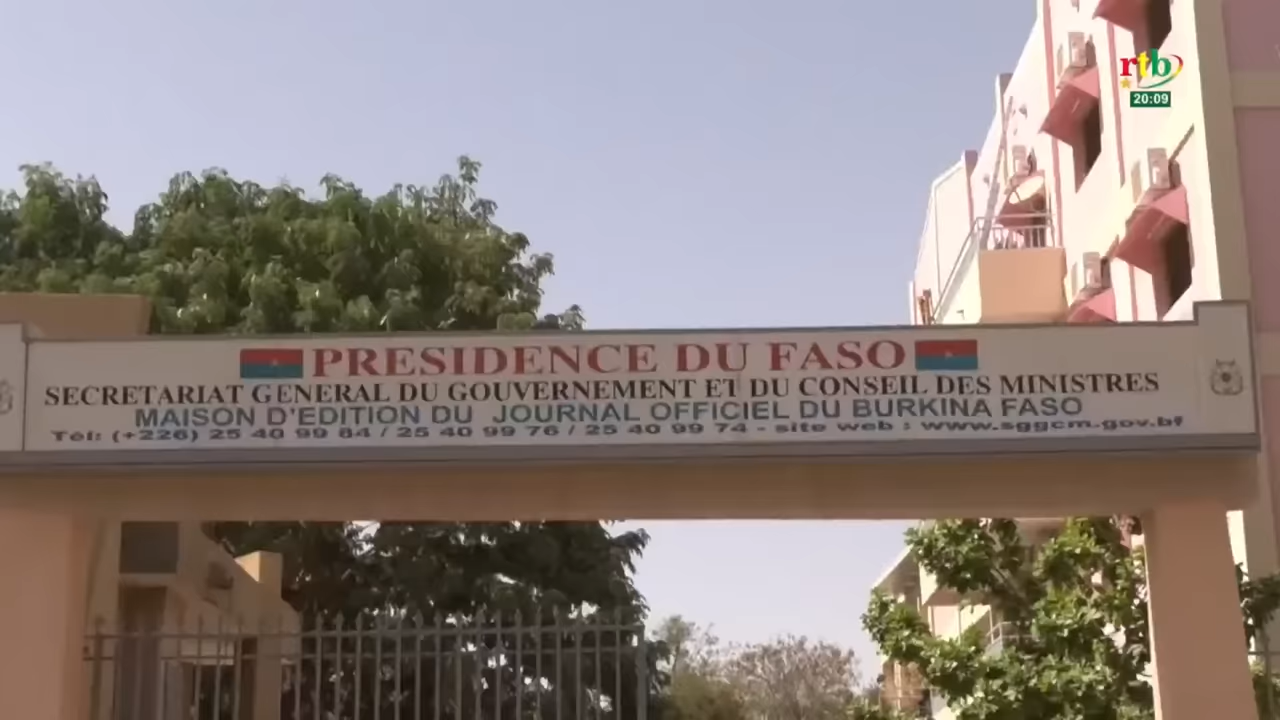 rtb
20:09
PRESIDENCE DU FASO
SECRETARIAT GENERAL DU GOUVERNEMENT ET DU CONSEIL DES MINISTRES
MAISON D'EDITION DU JOURNAL OFFICIEL DU BURKINA FASO
Tél: (+226) 25 40 99 84 / 25 40 99 76 / 25 40 99 74 - site web : www.sggcm.gov.bf